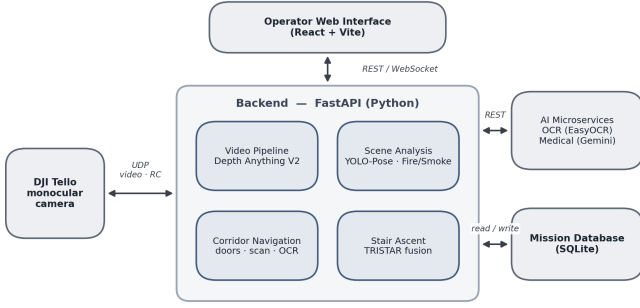 Operator Web Interface
(React + Vite)
REST / WebSocket
Backend — FastAPI (Python)
Video Pipeline
Depth Anything V2
Scene Analysis
YOLO-Pose · Fire/Smoke
Corridor Navigation
doors · scan · OCR
Stair Ascent
TRISTAR fusion
DJI Tello
monocular
camera
UDP
video · RC
REST
AI Microservices
OCR (EasyOCR)
Medical (Gemini)
read / write
Mission Database
(SQLite)